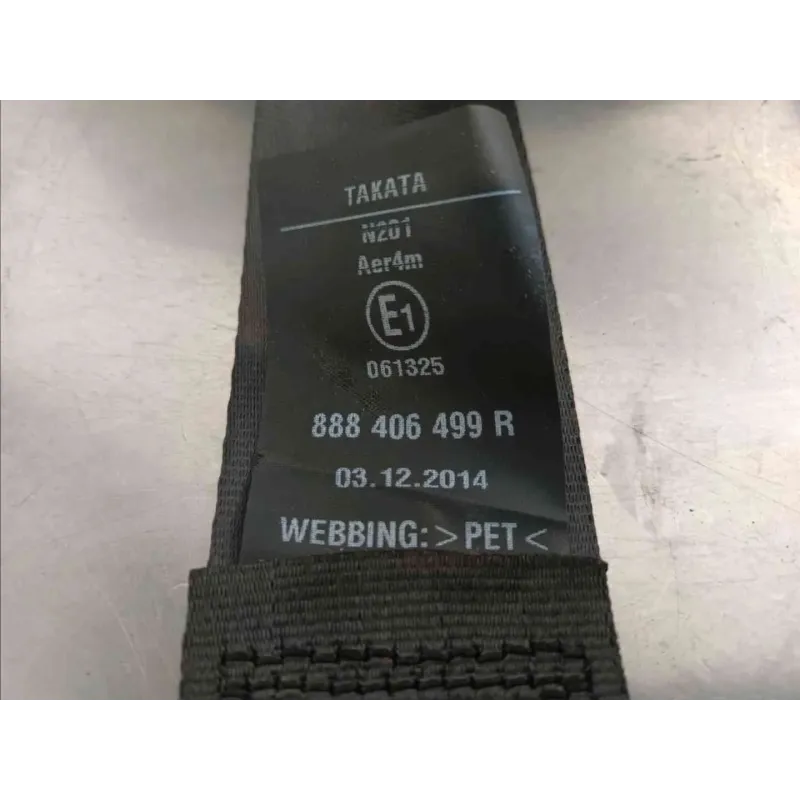 TAKATA
N201
Aer4m
E1
061325
888 406 499 R
03.12.2014
WEBBING: >PET<